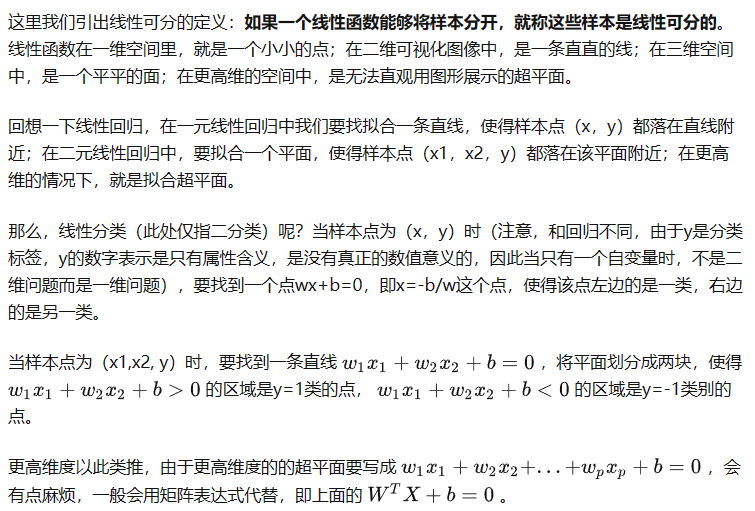 这里我们引出线性可分的定义：如果一个线性函数能够将样本分开，就称这些样本是线性可分的。
线性函数在一维空间里，就是一个小小的点；在二维可视化图像中，是一条直直的线；在三维空间
中，是一个平平的面；在更高维的空间中，是无法直观用图形展示的超平面。
回想一下线性回归，在一元线性回归中我们要找拟合一条直线，使得样本点（x，y）都落在直线附
近；在二元线性回归中，要拟合一个平面，使得样本点（x1，x2，y）都落在该平面附近；在更高
维的情况下，就是拟合超平面。
那么，线性分类（此处仅指二分类）呢？当样本点为（x，y）时（注意，和回归不同，由于y是分类
标签，y的数字表示是只有属性含义，是没有真正的数值意义的，因此当只有一个自变量时，不是二
维问题而是一维问题），要找到一个点wx+b=0，即x=-b/w这个点，使得该点左边的是一类，右边
的是另一类。
当样本点为（x1,x2, y）时，要找到一条直线 w₁x₁ + w₂x₂ + b = 0 ，将平面划分成两块，使得
w₁x₁ + w₂x₂ + b > 0 的区域是y=1类的点， w₁x₁ + w₂x₂ + b < 0 的区域是y=-1类别的
点。
更高维度以此类推，由于更高维度的的超平面要写成 w₁x₁ + w₂x₂+…+wₚxₚ + b = 0 ，会
有点麻烦，一般会用矩阵表达式代替，即上面的 WᵀX + b = 0 。